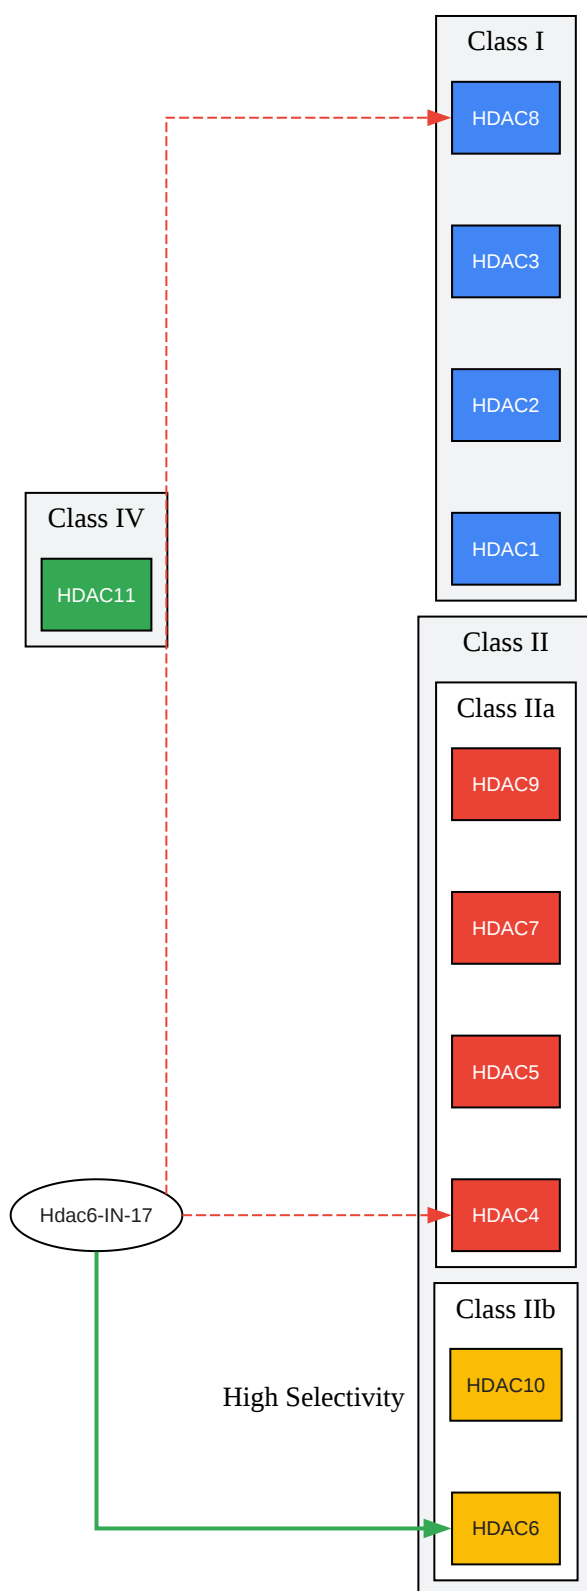 Class I
HDAC8
HDAC3
HDAC2
HDAC1
Class IV
HDAC11
Class II
Class IIa
HDAC9
HDAC7
HDAC5
HDAC4
Hdac6-IN-17
Class IIb
HDAC10
High Selectivity
HDAC6